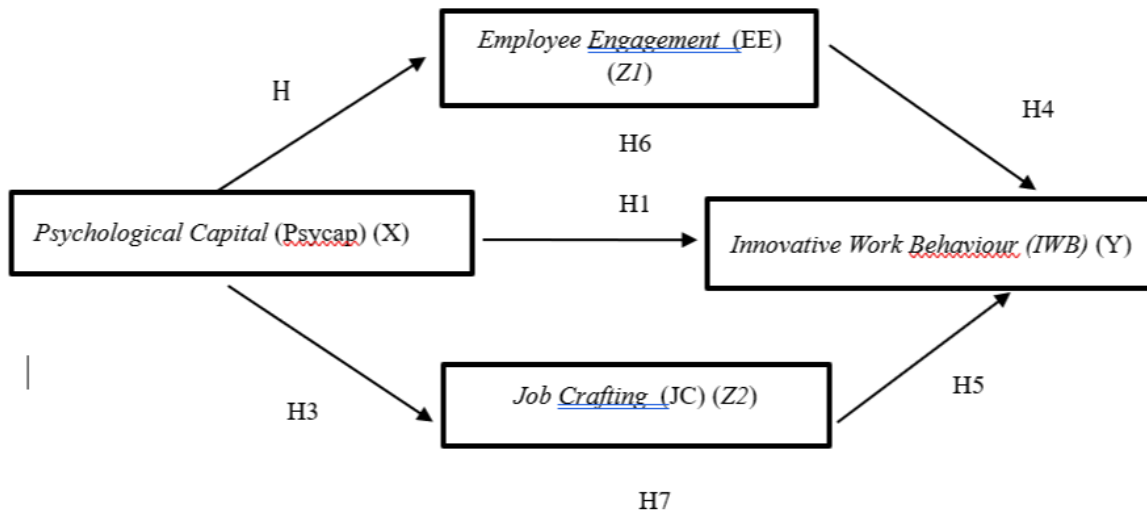 Employee Engagement (EE)
(Z1)
H
H4
H6
H1
Psychological Capital (Psycap) (X)
Innovative Work Behaviour (IWB) (Y)
Job Crafting (JC) (Z2)
H5
H3
H7